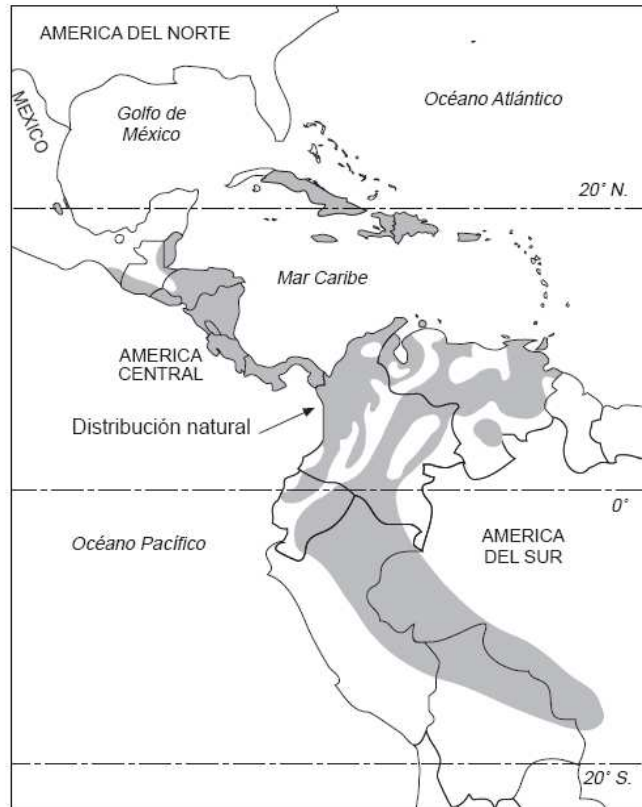 AMERICA DEL NORTE
MEXICO
Golfo de
México
Océano Atlántico
20° N.
Mar Caribe
AMERICA
CENTRAL
Distribución natural
0°
Océano Pacífico
AMERICA
DEL SUR
20° S.